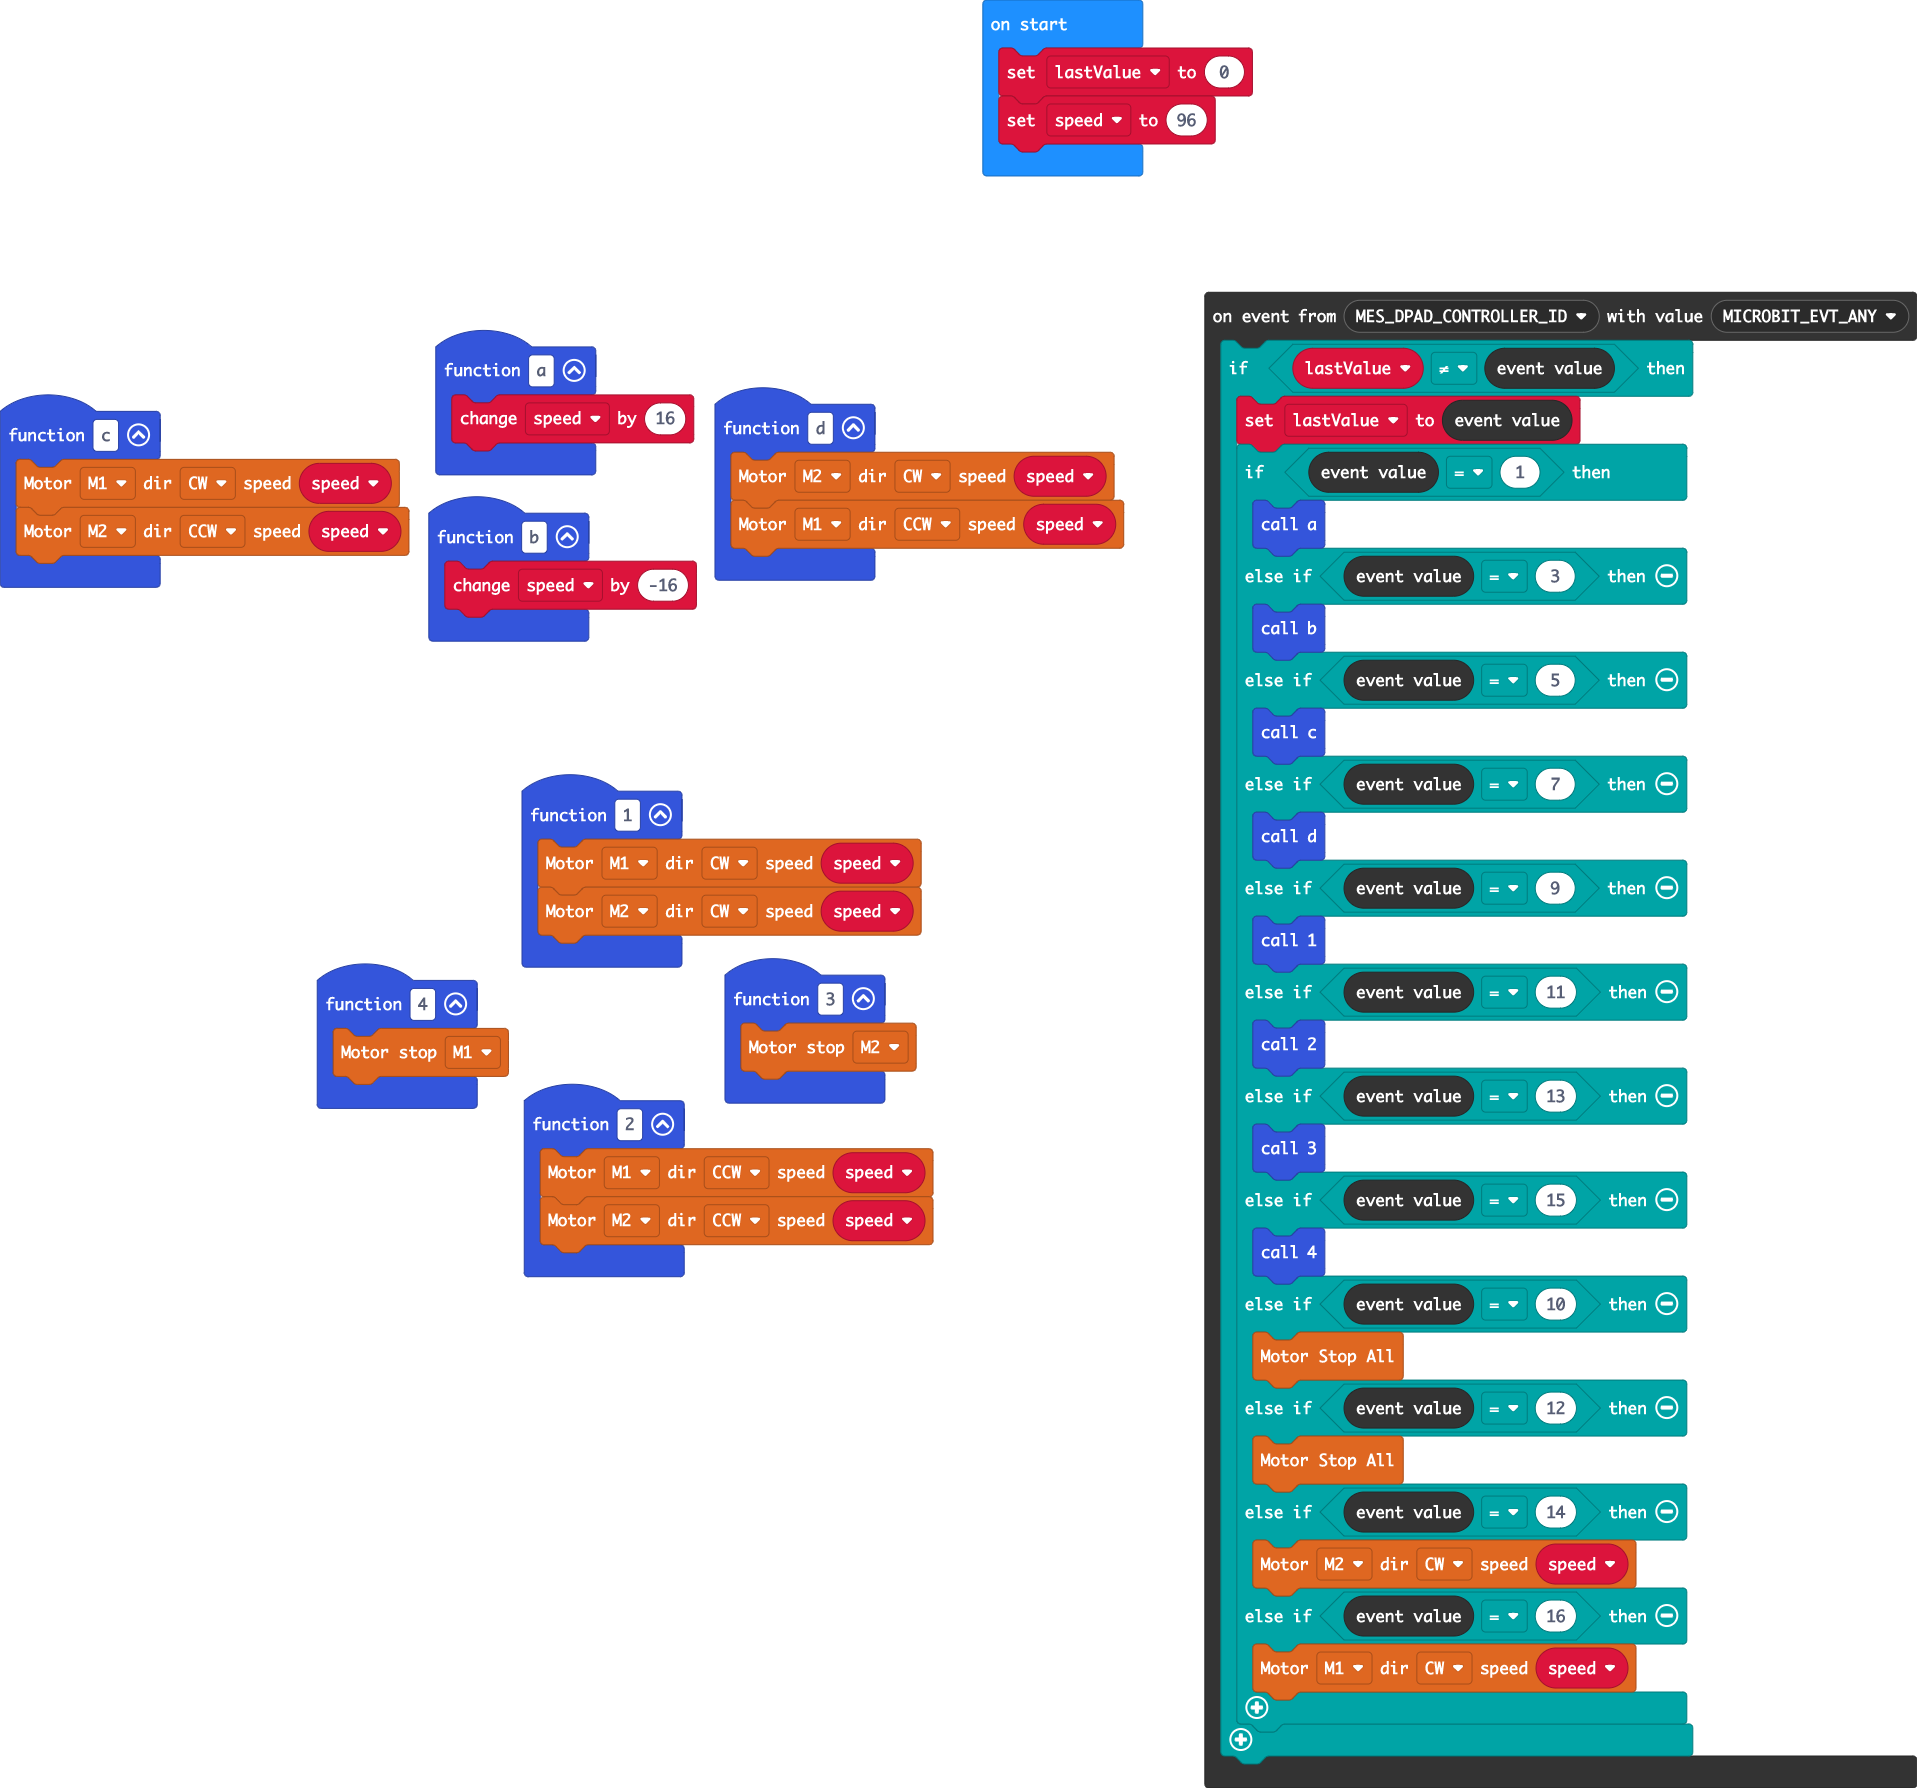 on start
set lastValue to 0
set speed to 96
function c
Motor M1 dir CW speed speed
Motor M2 dir CCW speed speed
function a
change speed by 16
function b
change speed by -16
function d
Motor M2 dir CW speed speed
Motor M1 dir CCW speed speed
function 1
Motor M1 dir CW speed speed
Motor M2 dir CW speed speed
function 4
Motor stop M1
function 3
Motor stop M2
function 2
Motor M1 dir CCW speed speed
Motor M2 dir CCW speed speed
on event from MES_DPAD_CONTROLLER_ID with value MICROBIT_EVT_ANY
if lastValue ≠ event value then
set lastValue to event value
if event value = 1 then
call a
else if event value = 3 then
call b
else if event value = 5 then
call c
else if event value = 7 then
call d
else if event value = 9 then
call 1
else if event value = 11 then
call 2
else if event value = 13 then
call 3
else if event value = 15 then
call 4
else if event value = 10 then
Motor Stop All
else if event value = 12 then
Motor Stop All
else if event value = 14 then
Motor M2 dir CW speed speed
else if event value = 16 then
Motor M1 dir CW speed speed